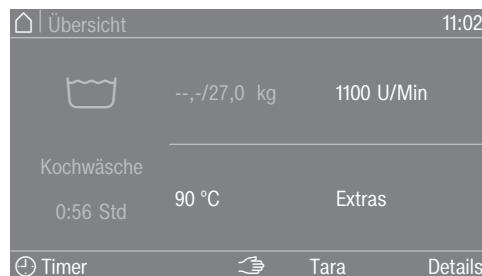 Übersicht 11:02
--,-/27,0 kg 1100 U/Min
Kochwäsche
0:56 Std
90 °C Extras
Timer Tara Details